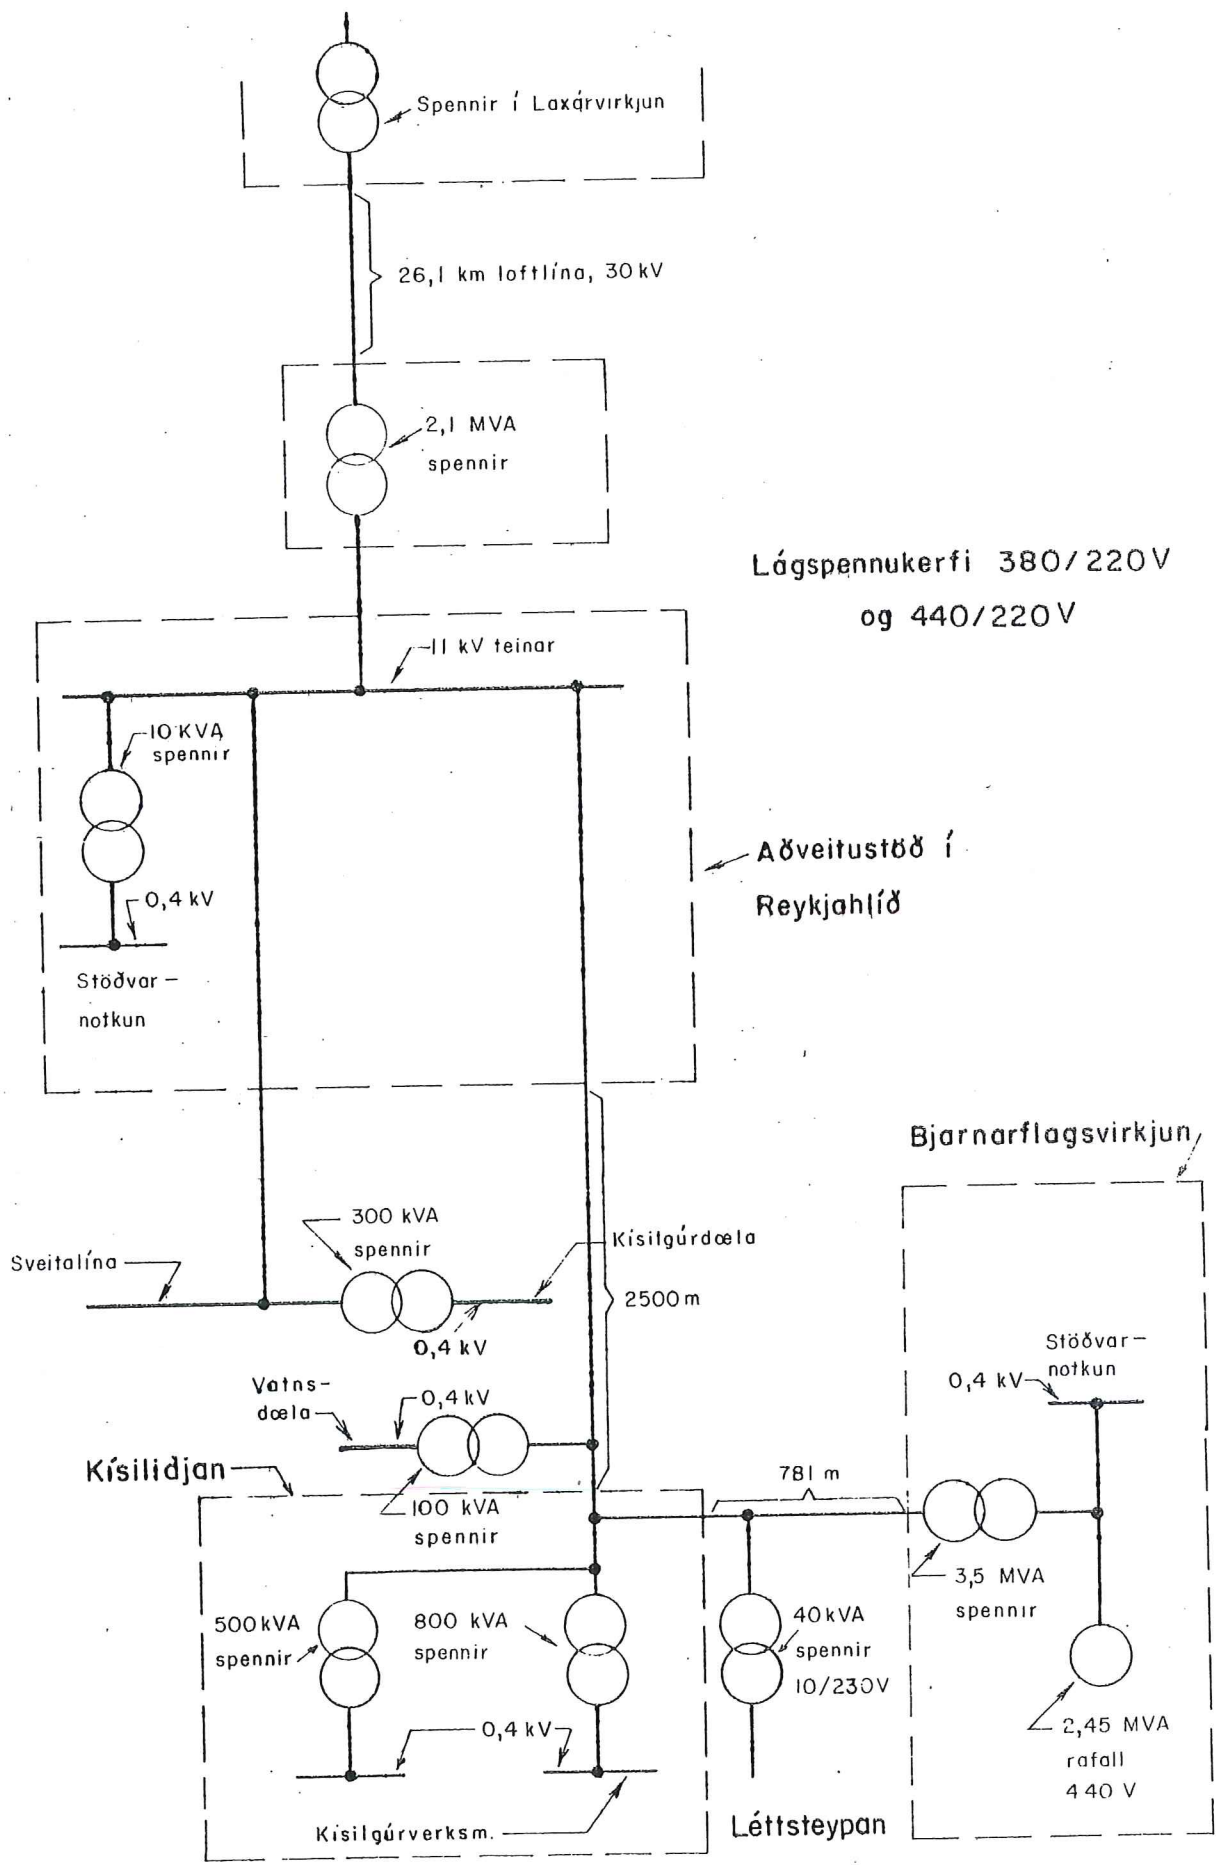 Spennir í Laxárvirkjun
26,1 km loftlína, 30 kV
2,1 MVA
spennir
Lágspennukerfi 380/220V
og 440/220V
11 kV teinar
10 KVA
spennir
0,4 kV
Stöðvar-
notkun
Aðveitustöð í
Reykjahlíð
Bjarnarflagsvirkjun
300 kVA
spennir
Kísilgúrdœla
Sveitalína
2500 m
0,4 kV
Stöðvar-
notkun
0,4 kV
Vatns-
dœla
0,4 kV
Kísilidjan
100 kVA
spennir
781 m
3,5 MVA
spennir
500 kVA
spennir
800 kVA
spennir
40 kVA
spennir
10/230V
0,4 kV
2,45 MVA
rafall
440 V
Kísilgúrverksm.
Léttsteypan